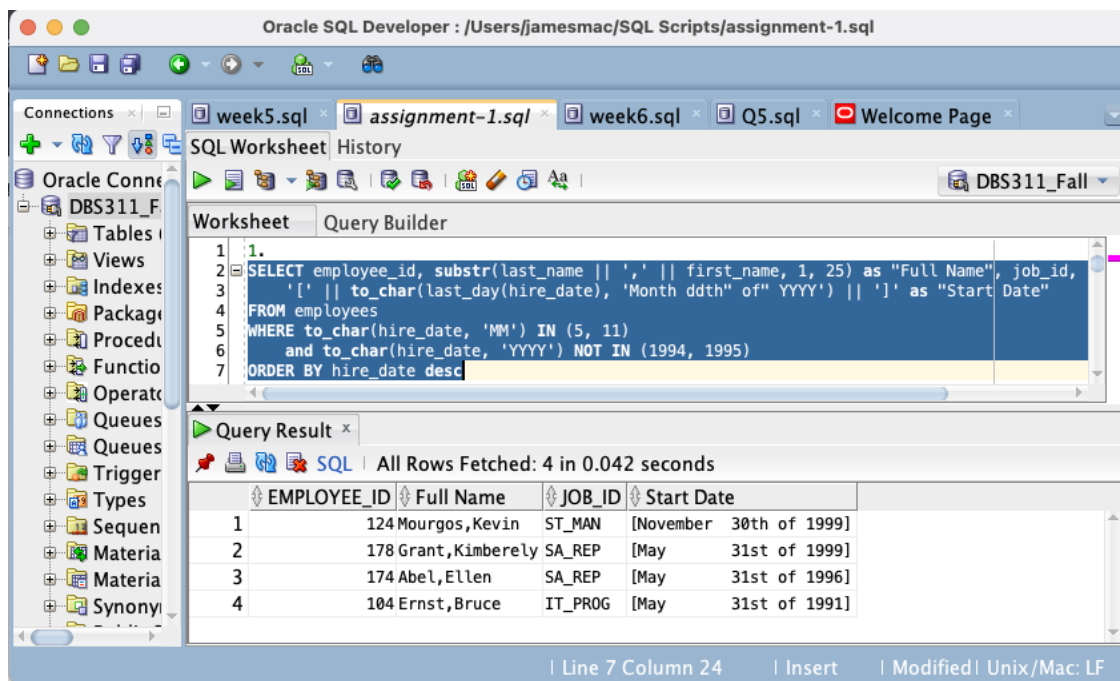 Oracle SQL Developer : /Users/jamesmac/SQL Scripts/assignment-1.sql
Connections
week5.sql
assignment-1.sql
week6.sql
Q5.sql
Welcome Page
SQL Worksheet History
Oracle Conne
DBS311_Fall
DBS311_F
Worksheet Query Builder
Tables (
Views
Indexes
Package
Procedu
Functio
Operato
Queues
Queues
Trigger
Types
Sequen
Materia
Materia
Synony
1 1.
2 SELECT employee_id, substr(last_name || ',' || first_name, 1, 25) as "Full Name", job_id,
3 '[' || to_char(last_day(hire_date), 'Month ddth" of" YYYY') || ']' as "Start Date"
4 FROM employees
5 WHERE to_char(hire_date, 'MM') IN (5, 11)
6 and to_char(hire_date, 'YYYY') NOT IN (1994, 1995)
7 ORDER BY hire_date desc
Query Result
SQL | All Rows Fetched: 4 in 0.042 seconds
EMPLOYEE_ID Full Name JOB_ID Start Date
1 124 Mourgos,Kevin ST_MAN [November 30th of 1999]
2 178 Grant,Kimberely SA_REP [May 31st of 1999]
3 174 Abel,Ellen SA_REP [May 31st of 1996]
4 104 Ernst,Bruce IT_PROG [May 31st of 1991]
| Line 7 Column 24 | Insert | Modified | Unix/Mac: LF